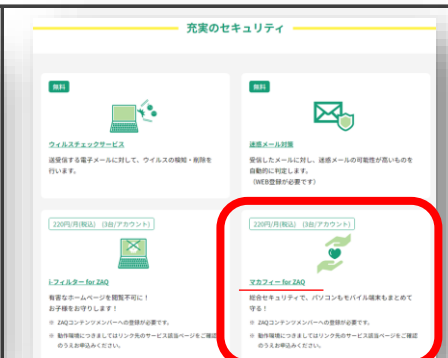 充実のセキュリティ
無料
ウィルスチェックサービス
送受信する電子メールに対して、ウイルスの検知・削除を
行います。
無料
迷惑メール対策
受信したメールに対し、迷惑メールの可能性が高いものを
自動的に判定します。
（WEB登録が必要です）
220円/月(税込) (3台/アカウント)
i-フィルター for ZAQ
有害なホームページを閲覧不可に！
お子様をお守りします！
※ ZAQコンテンツメンバーへの登録が必要です。
※ 動作環境につきましてはリンク先のサービス該当ページをご確認
のうえお申込みください。
220円/月(税込) (3台/アカウント)
マカフィー for ZAQ
総合セキュリティで、パソコンもモバイル端末もまとめて
守る！
※ ZAQコンテンツメンバーへの登録が必要です。
※ 動作環境につきましてはリンク先のサービス該当ページをご確認
のうえお申込みください。